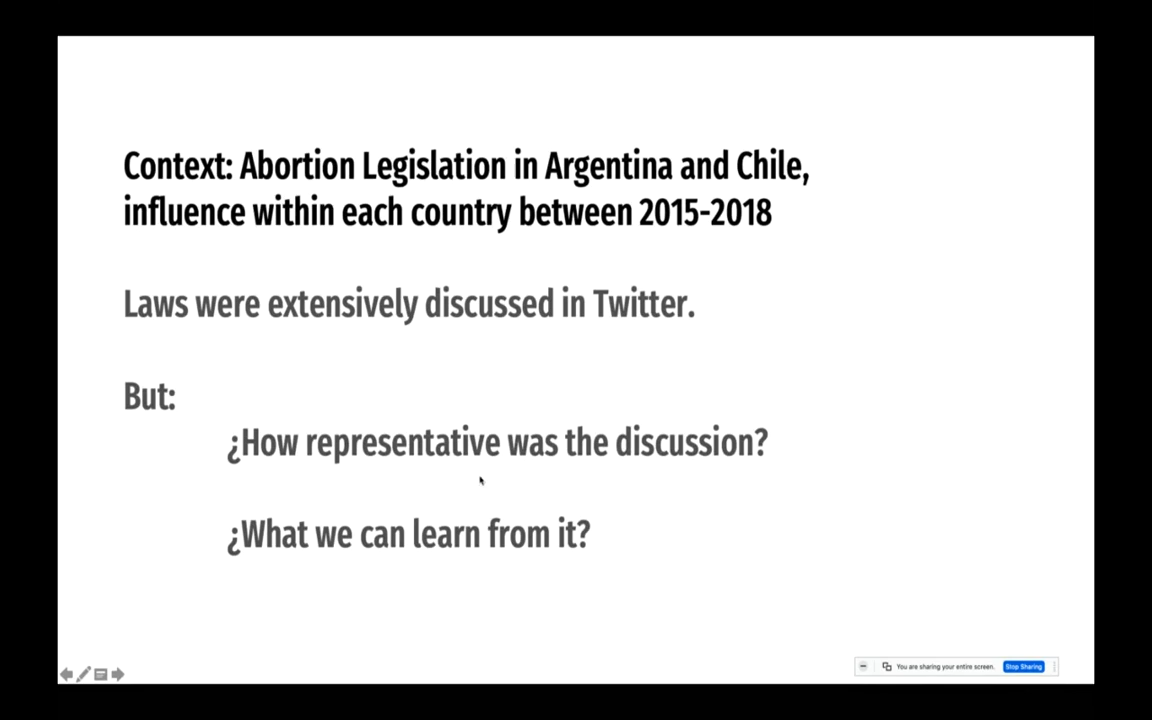 Context: Abortion Legislation in Argentina and Chile,
influence within each country between 2015-2018
Laws were extensively discussed in Twitter.
But:
¿How representative was the discussion?
¿What we can learn from it?
You are sharing your entire screen. Stop Sharing